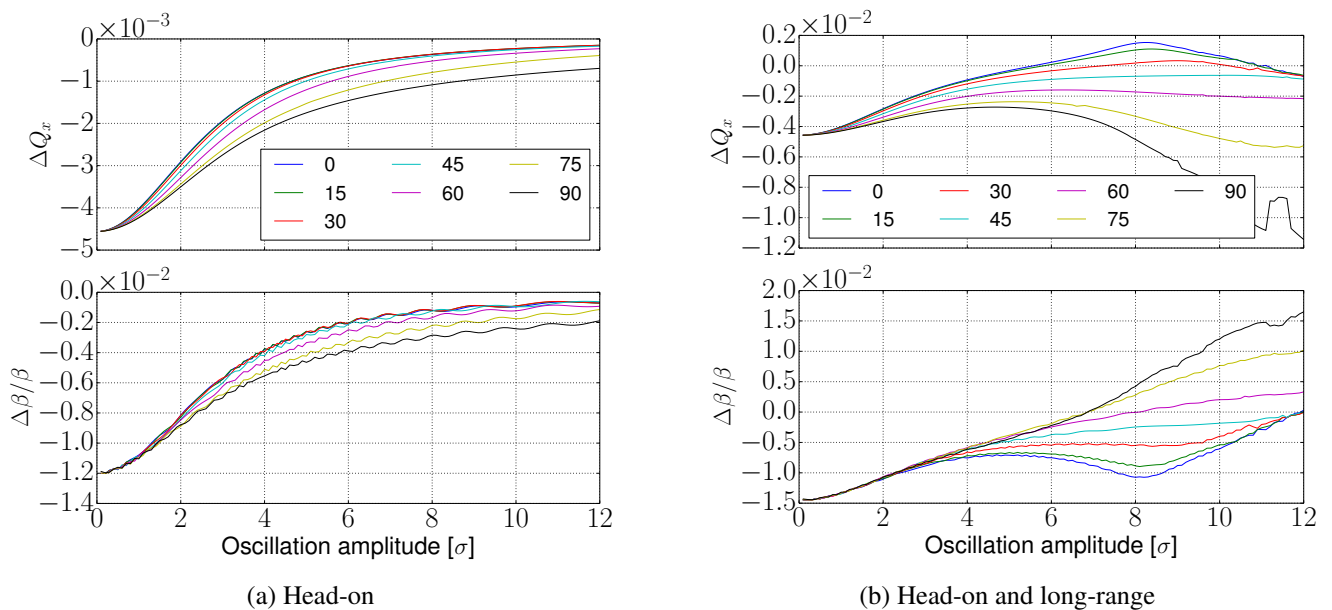 ×10⁻³
0
−1
−2
−3
−4
−5
ΔQₓ
0 45 75
15 60 90
30
×10⁻²
0.0
−0.2
−0.4
−0.6
−0.8
−1.0
−1.2
−1.4
Δβ/β
0 2 4 6 8 10 12
Oscillation amplitude [σ]
(a) Head-on
×10⁻²
0.2
0.0
−0.2
−0.4
−0.6
−0.8
−1.0
−1.2
ΔQₓ
0 30 60 90
15 45 75
×10⁻²
2.0
1.5
1.0
0.5
0.0
−0.5
−1.0
−1.5
Δβ/β
0 2 4 6 8 10 12
Oscillation amplitude [σ]
(b) Head-on and long-range